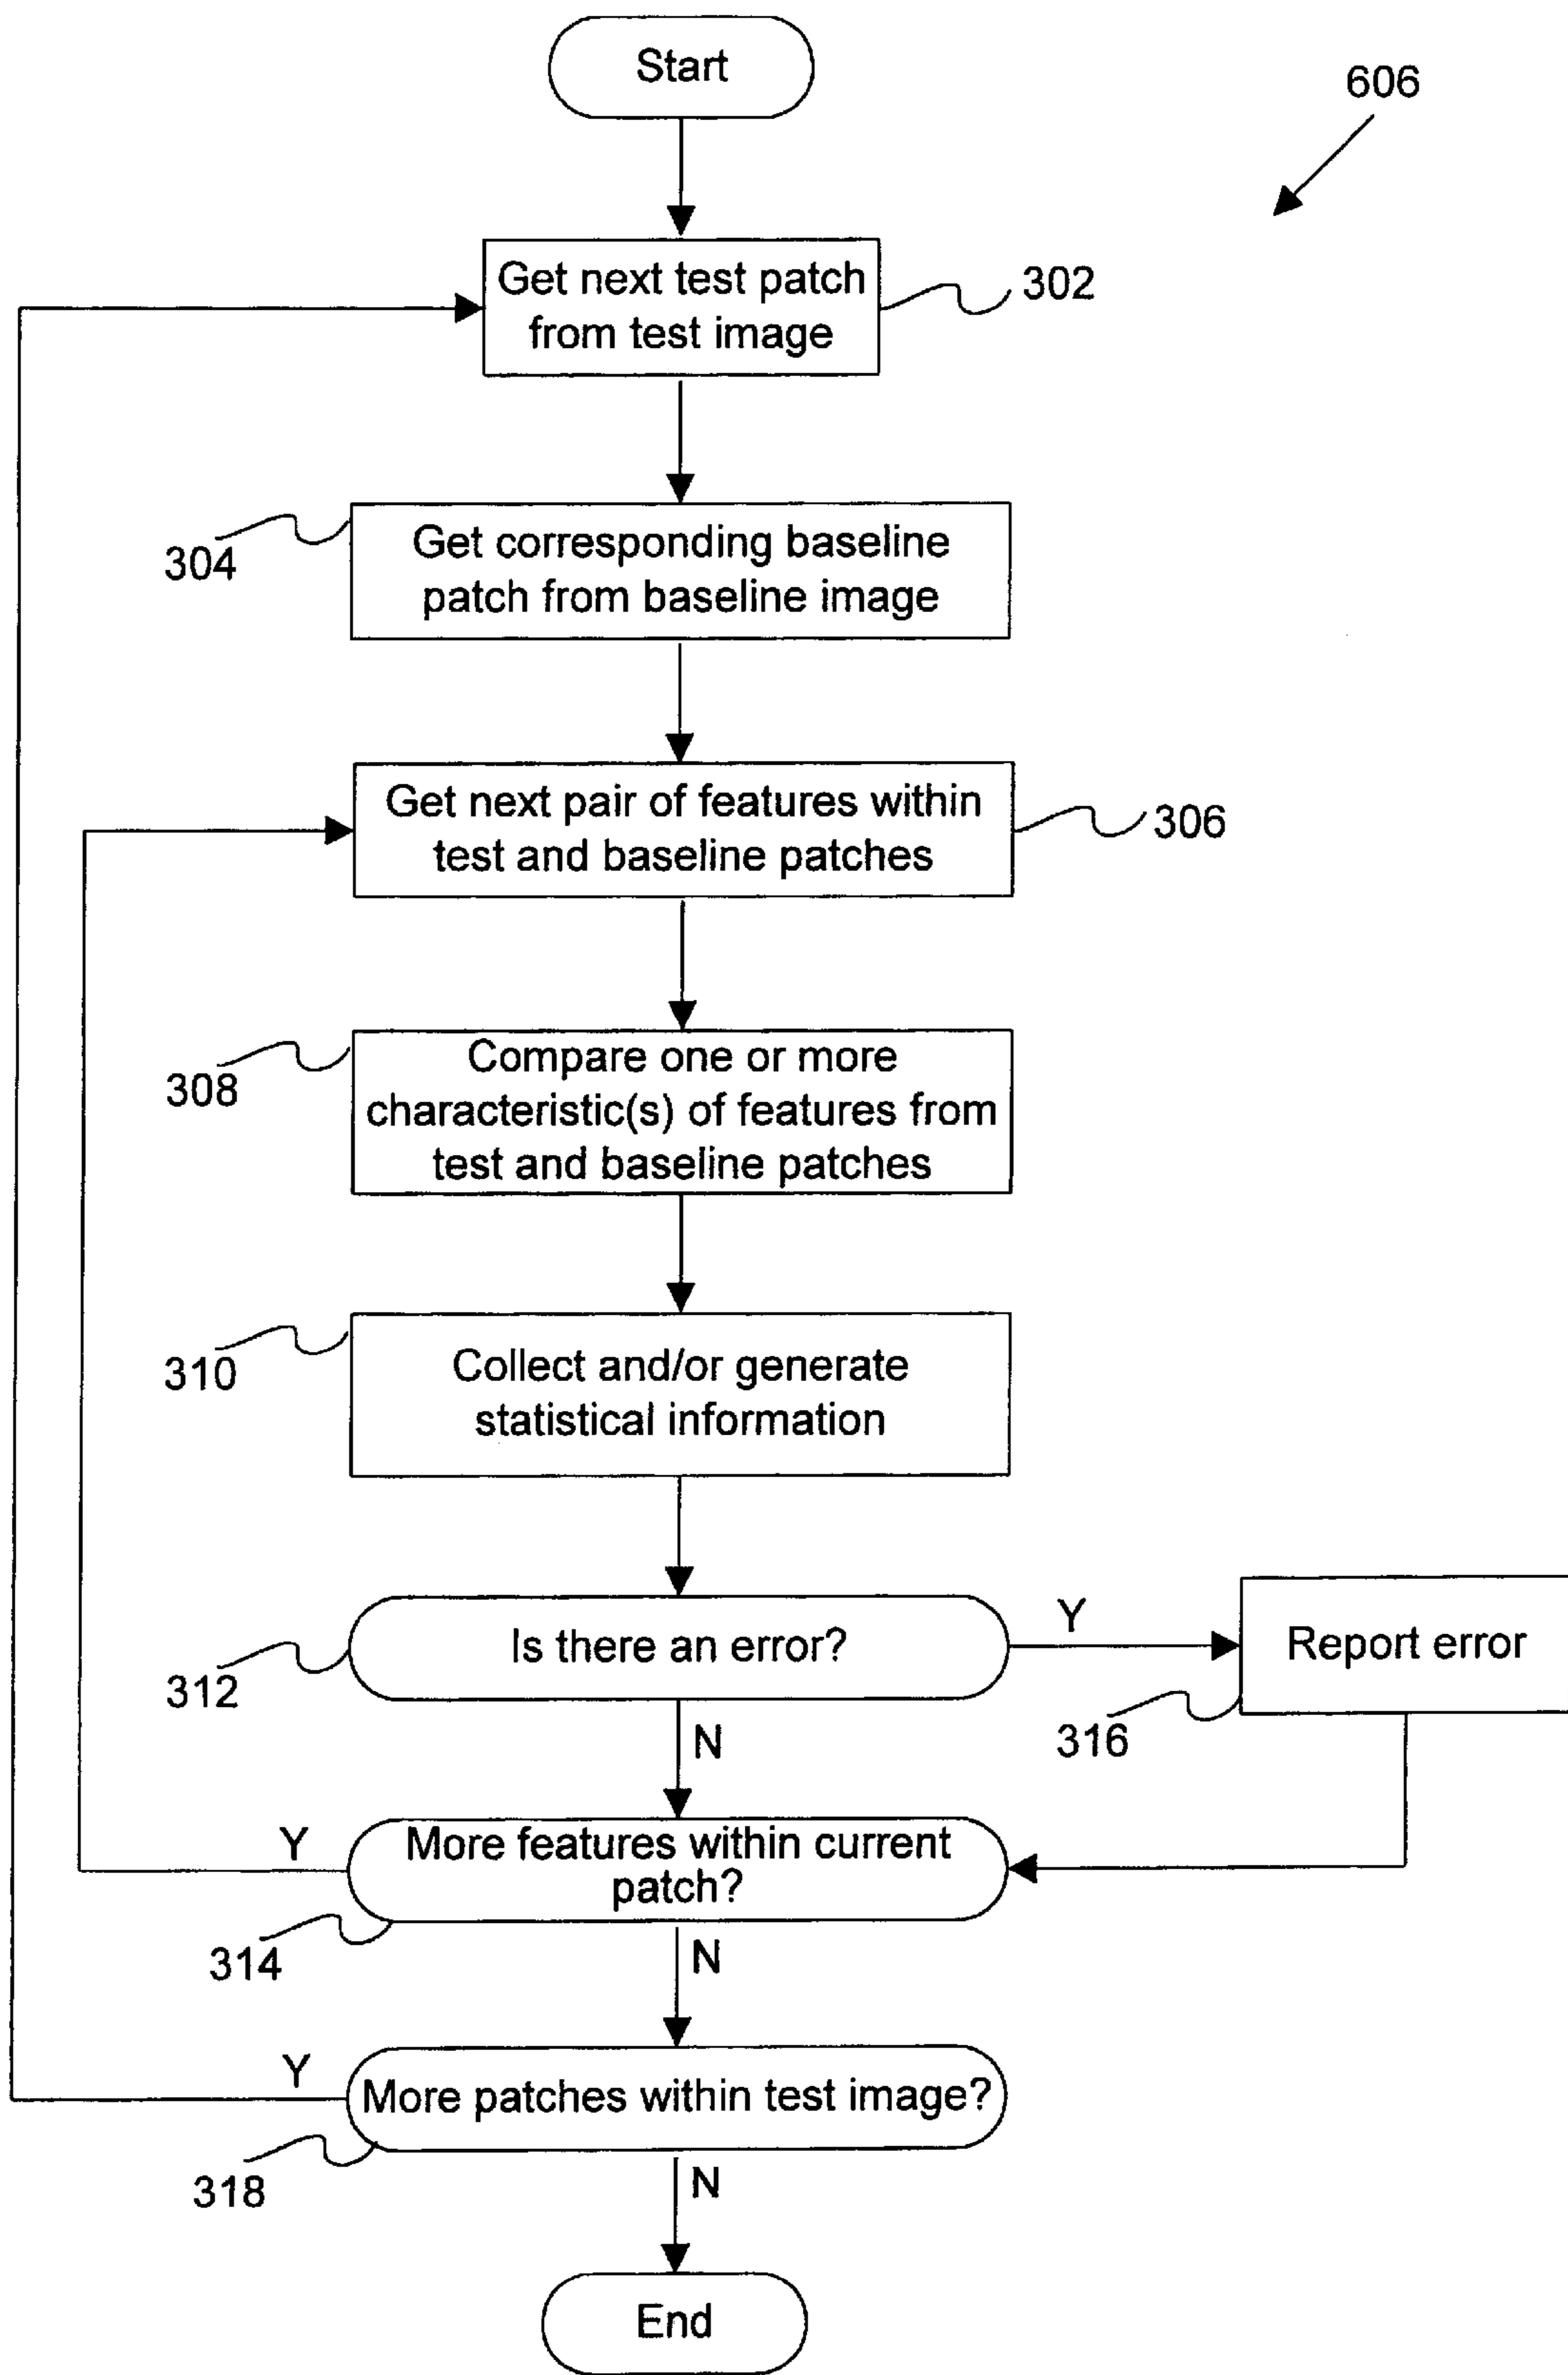 Start
606
Get next test patch
from test image
302
304
Get corresponding baseline
patch from baseline image
Get next pair of features within
test and baseline patches
306
308
Compare one or more
characteristic(s) of features from
test and baseline patches
310
Collect and/or generate
statistical information
312
Is there an error?
Y
Report error
316
N
Y
More features within current
patch?
314
N
Y
More patches within test image?
318
N
End